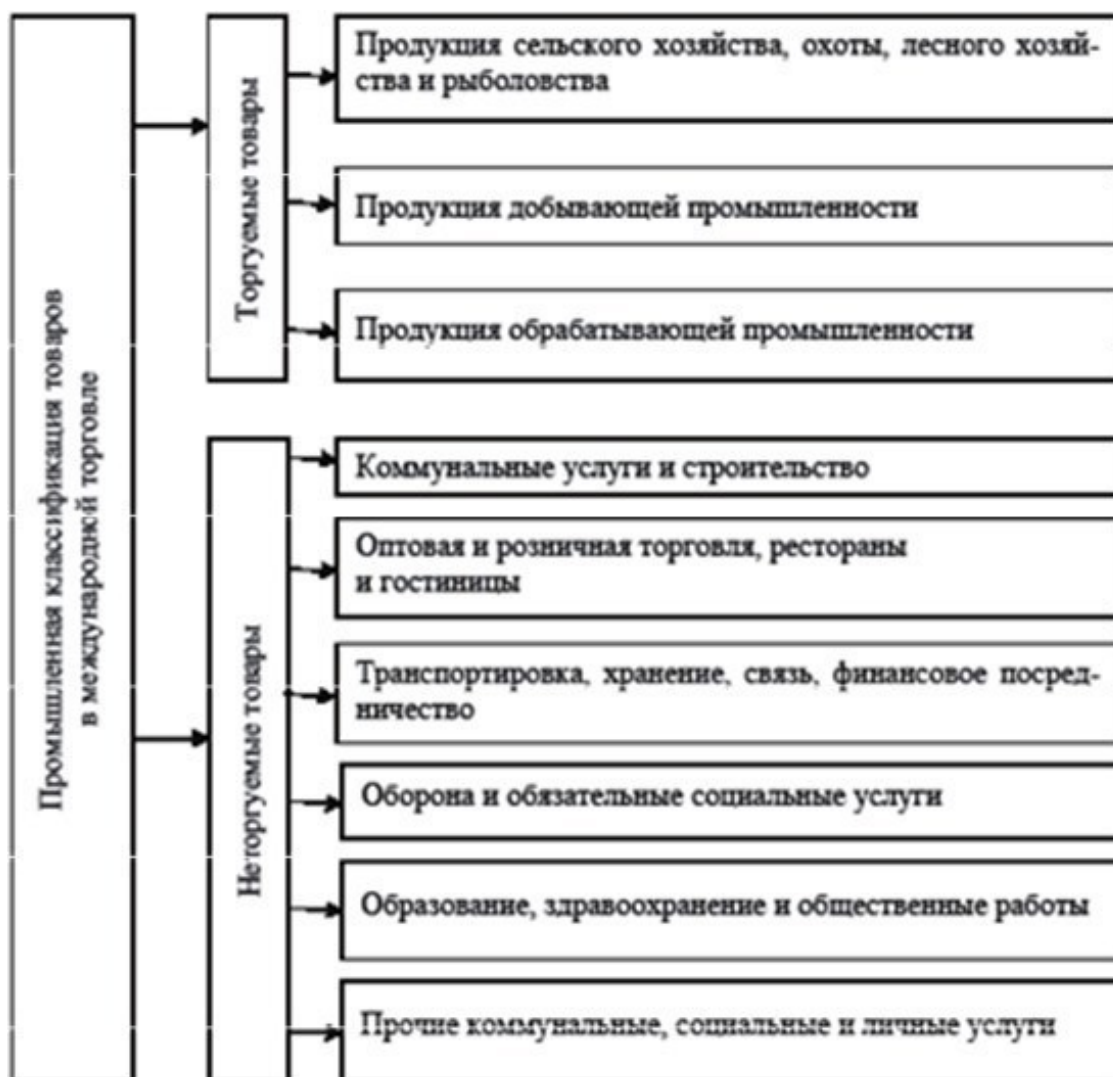 Промышленная классификация товаров
в международной торговле
Торгуемые товары
Продукция сельского хозяйства, охоты, лесного хозяй-
ства и рыболовства
Продукция добывающей промышленности
Продукция обрабатывающей промышленности
Неторгуемые товары
Коммунальные услуги и строительство
Оптовая и розничная торговля, рестораны
и гостиницы
Транспортировка, хранение, связь, финансовое посред-
ничество
Оборона и обязательные социальные услуги
Образование, здравоохранение и общественные работы
Прочие коммунальные, социальные и личные услуги